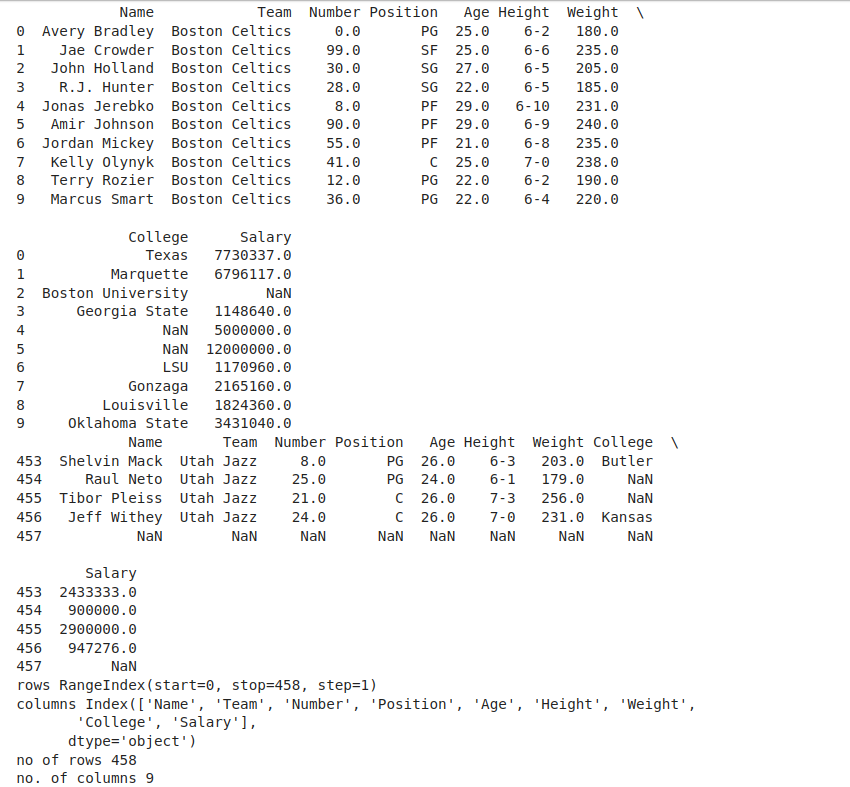 Name            Team  Number Position   Age Height  Weight  \
0  Avery Bradley  Boston Celtics     0.0       PG  25.0    6-2   180.0
1    Jae Crowder  Boston Celtics    99.0       SF  25.0    6-6   235.0
2   John Holland  Boston Celtics    30.0       SG  27.0    6-5   205.0
3    R.J. Hunter  Boston Celtics    28.0       SG  22.0    6-5   185.0
4  Jonas Jerebko  Boston Celtics     8.0       PF  29.0   6-10   231.0
5   Amir Johnson  Boston Celtics    90.0       PF  29.0    6-9   240.0
6  Jordan Mickey  Boston Celtics    55.0       PF  21.0    6-8   235.0
7   Kelly Olynyk  Boston Celtics    41.0        C  25.0    7-0   238.0
8   Terry Rozier  Boston Celtics    12.0       PG  22.0    6-2   190.0
9   Marcus Smart  Boston Celtics    36.0       PG  22.0    6-4   220.0

             College      Salary
0              Texas   7730337.0
1          Marquette   6796117.0
2  Boston University         NaN
3      Georgia State   1148640.0
4                NaN   5000000.0
5                NaN  12000000.0
6                LSU   1170960.0
7            Gonzaga   2165160.0
8         Louisville   1824360.0
9     Oklahoma State   3431040.0
             Name       Team  Number Position   Age Height  Weight College  \
453  Shelvin Mack  Utah Jazz     8.0       PG  26.0    6-3   203.0  Butler
454     Raul Neto  Utah Jazz    25.0       PG  24.0    6-1   179.0     NaN
455  Tibor Pleiss  Utah Jazz    21.0        C  26.0    7-3   256.0     NaN
456   Jeff Withey  Utah Jazz    24.0        C  26.0    7-0   231.0  Kansas
457           NaN        NaN     NaN      NaN   NaN    NaN     NaN     NaN

        Salary
453  2433333.0
454   900000.0
455  2900000.0
456   947276.0
457        NaN
rows RangeIndex(start=0, stop=458, step=1)
columns Index(['Name', 'Team', 'Number', 'Position', 'Age', 'Height', 'Weight',
       'College', 'Salary'],
      dtype='object')
no of rows 458
no. of columns 9